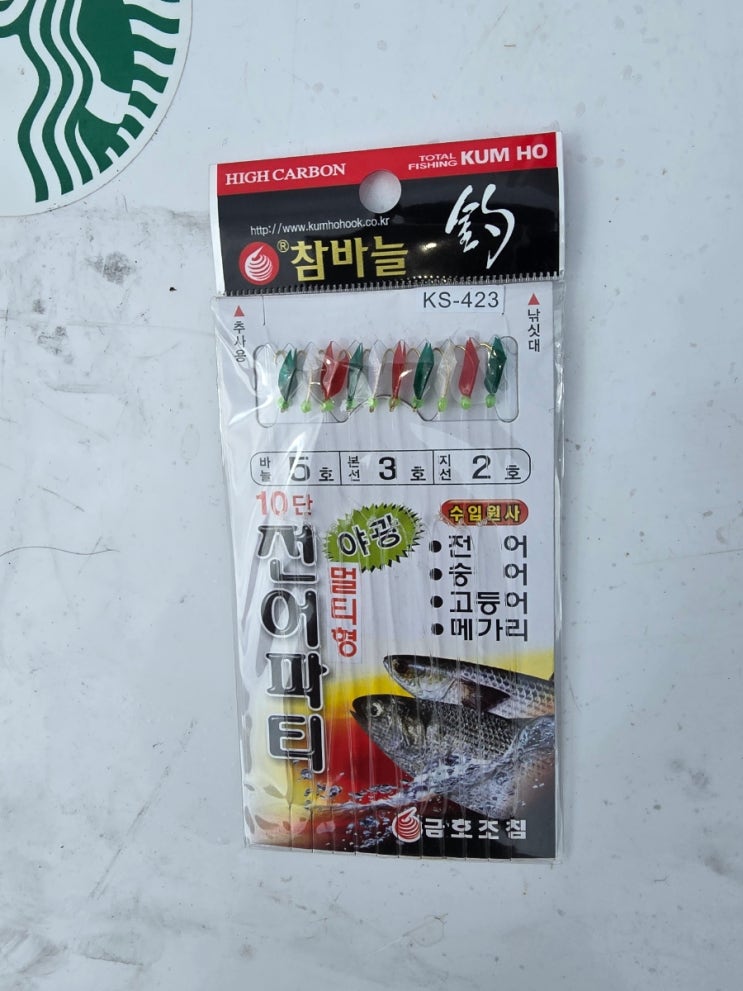 HIGH CARBON
TOTAL FISHING KUM HO
http://www.kumhohook.co.kr
®참바늘
釣
KS-423
▲추사용
▲낚싯대
바늘 5호 본선 3호 지선 2호
10단
전어파티
야광
멀티형
수입원사
• 전 어
• 숭 어
• 고등어
• 메가리
금호조침